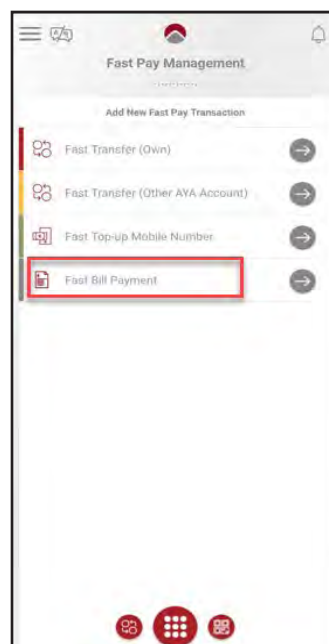 Fast Pay Management
Add New Fast Pay Transaction
Fast Transfer (Own)
Fast Transfer (Other AYA Account)
Fast Top-up Mobile Number
Fast Bill Payment